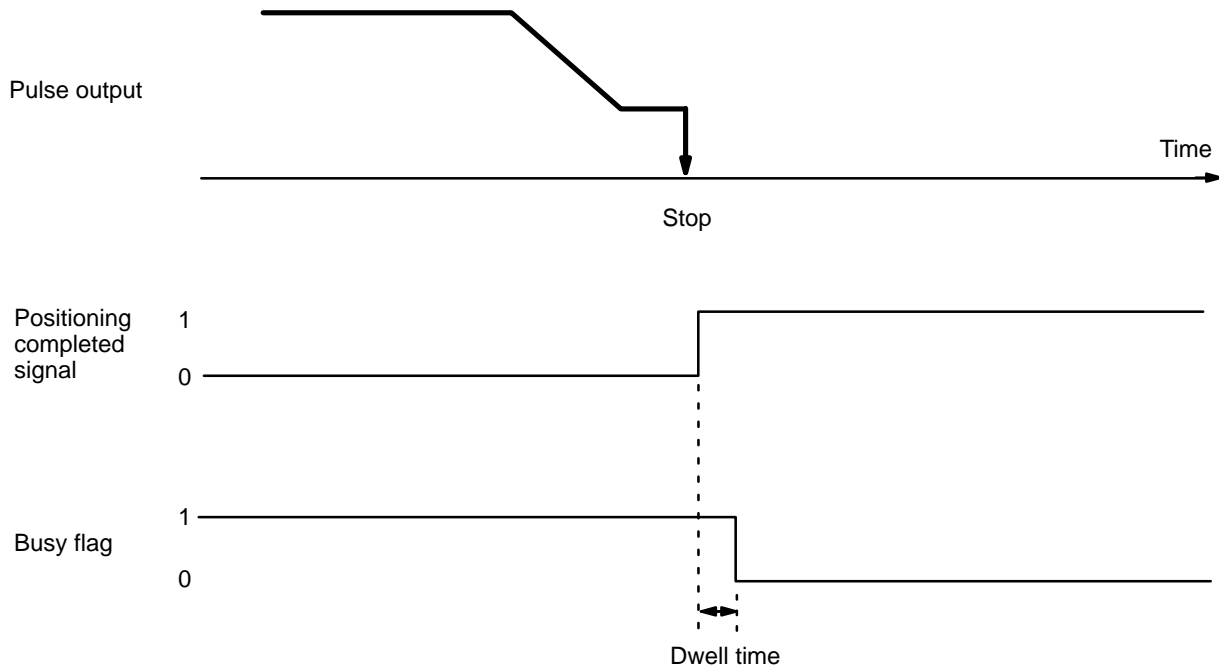 Pulse output
Time
Stop
Positioning
completed
signal
1
0
Busy flag
1
0
Dwell time